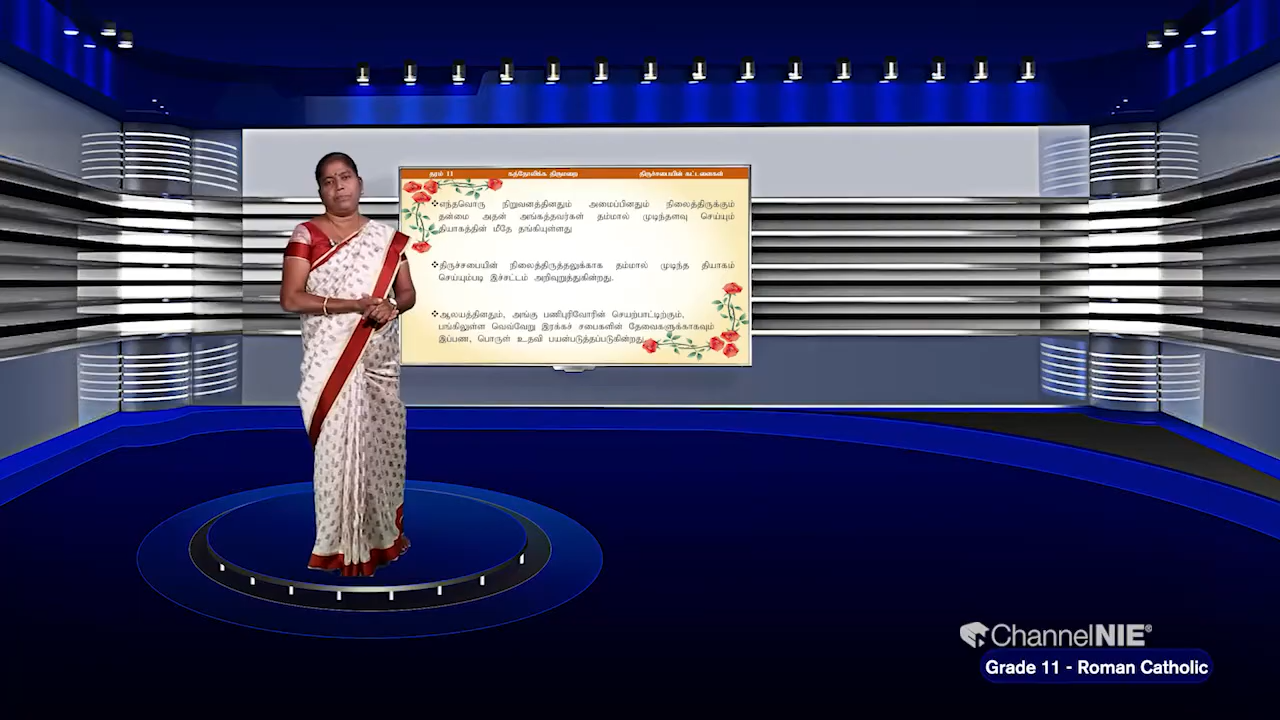 தரம் 11 கத்தோலிக்க திருமறை திருச்சபையின் கட்டளைகள்
❖எந்தவொரு நிறுவனத்தினதும் அமைப்பினதும் நிலைத்திருக்கும்
தன்மை அதன் அங்கத்தவர்கள் தம்மால் முடிந்தளவு செய்யும்
தியாகத்தின் மீதே தங்கியுள்ளது
❖திருச்சபையின் நிலைத்திருத்தலுக்காக தம்மால் முடிந்த தியாகம்
செய்யும்படி இச்சட்டம் அறிவுறுத்துகின்றது.
❖ஆலயத்தினதும், அங்கு பணிபுரிவோரின் செயற்பாட்டிற்கும்,
பங்கிலுள்ள வெவ்வேறு இரக்கச் சபைகளின் தேவைகளுக்காகவும்
இப்பண, பொருள் உதவி பயன்படுத்தப்படுகின்றது.
ChannelNIE®
Grade 11 - Roman Catholic